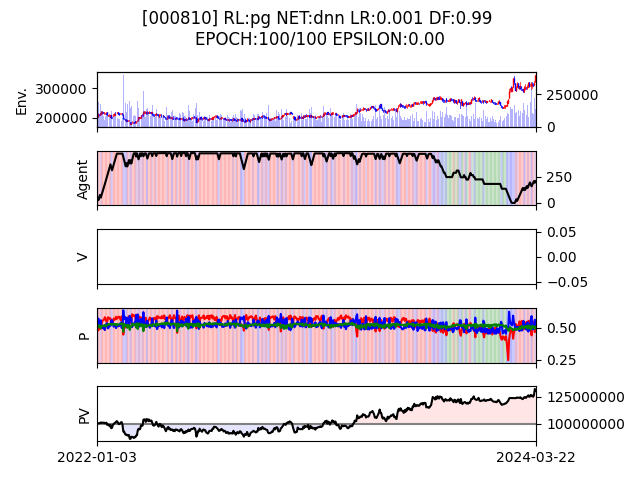 [000810] RL:pg NET:dnn LR:0.001 DF:0.99
EPOCH:100/100 EPSILON:0.00
Env.
300000
200000
250000
0
Agent
250
0
V
0.05
0.00
−0.05
P
0.50
0.25
PV
125000000
100000000
2022-01-03
2024-03-22